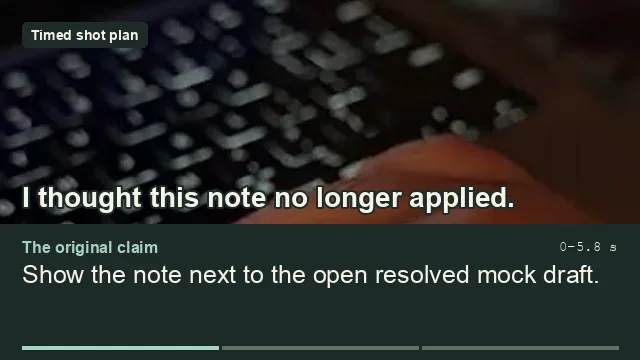 Timed shot plan
I thought this note no longer applied.
The original claim
0–5.8 s
Show the note next to the open resolved mock draft.